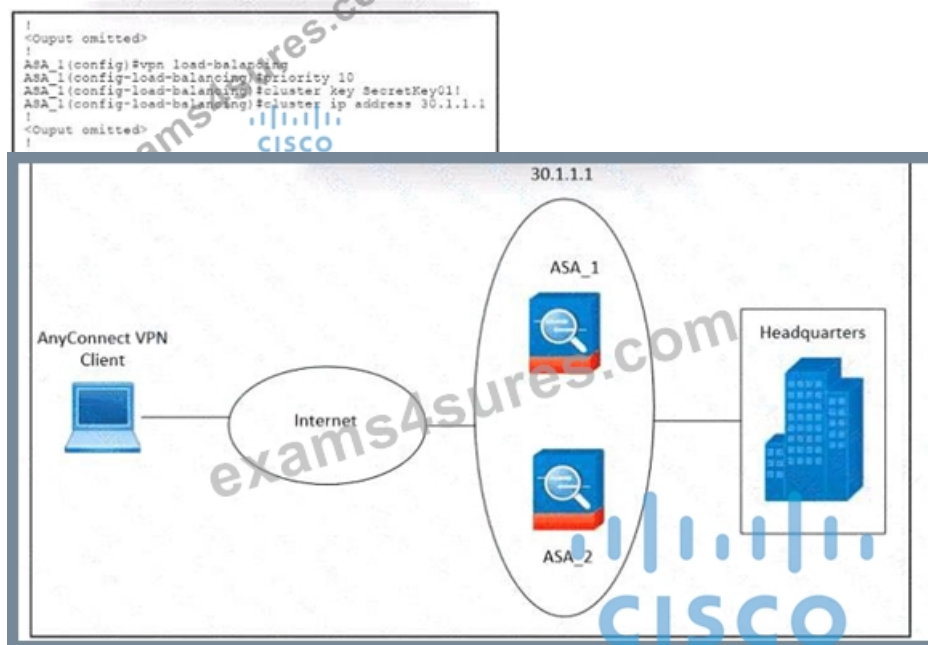 !
<Ouput omitted>
!
ASA_1(config)#vpn load-balancing
ASA_1(config-load-balancing)#priority 10
ASA_1(config-load-balancing)#cluster key SecretKey01!
ASA_1(config-load-balancing)#cluster ip address 30.1.1.1
!
<Ouput omitted>
!
CISCO
30.1.1.1
ASA_1
AnyConnect VPN
Client
Headquarters
Internet
exams4sures.com
ASA_2
CISCO